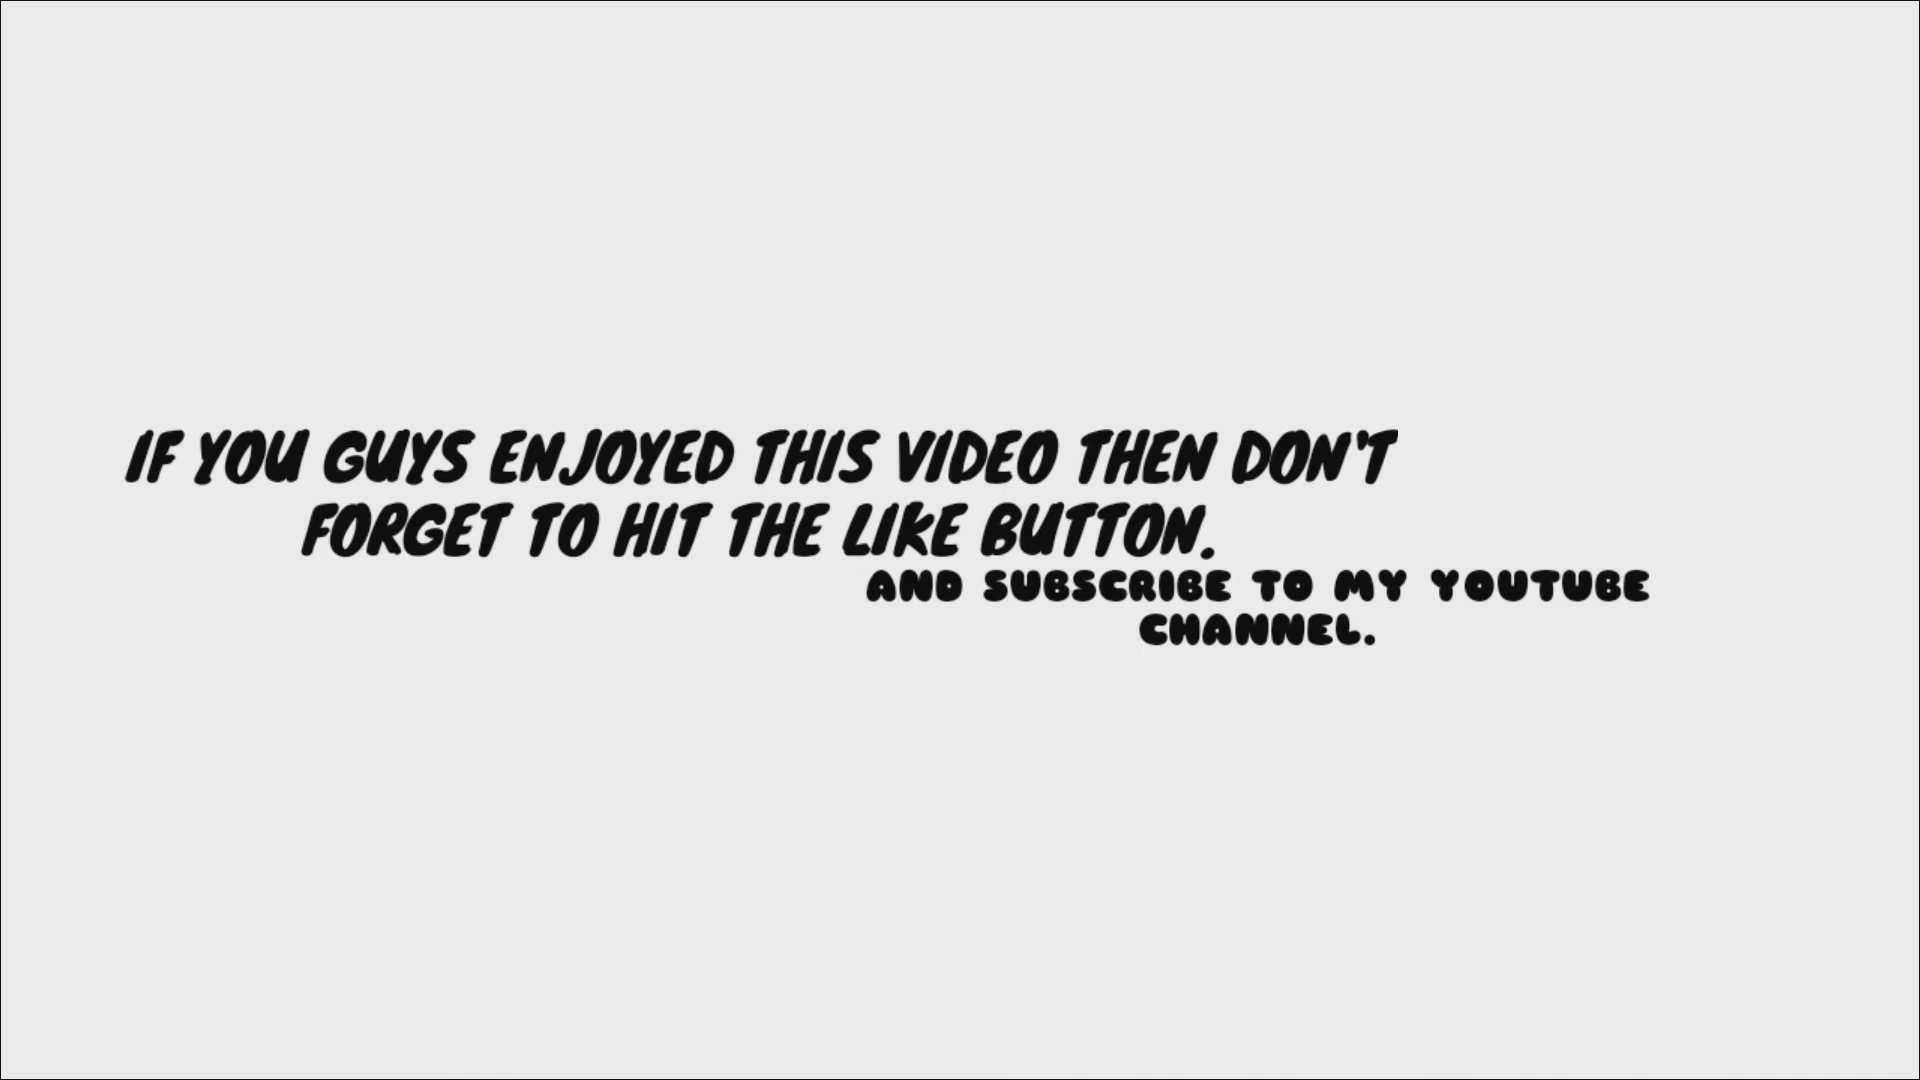 IF YOU GUYS ENJOYED THIS VIDEO THEN DON'T
FORGET TO HIT THE LIKE BUTTON.
AND SUBSCRIBE TO MY YOUTUBE
CHANNEL.